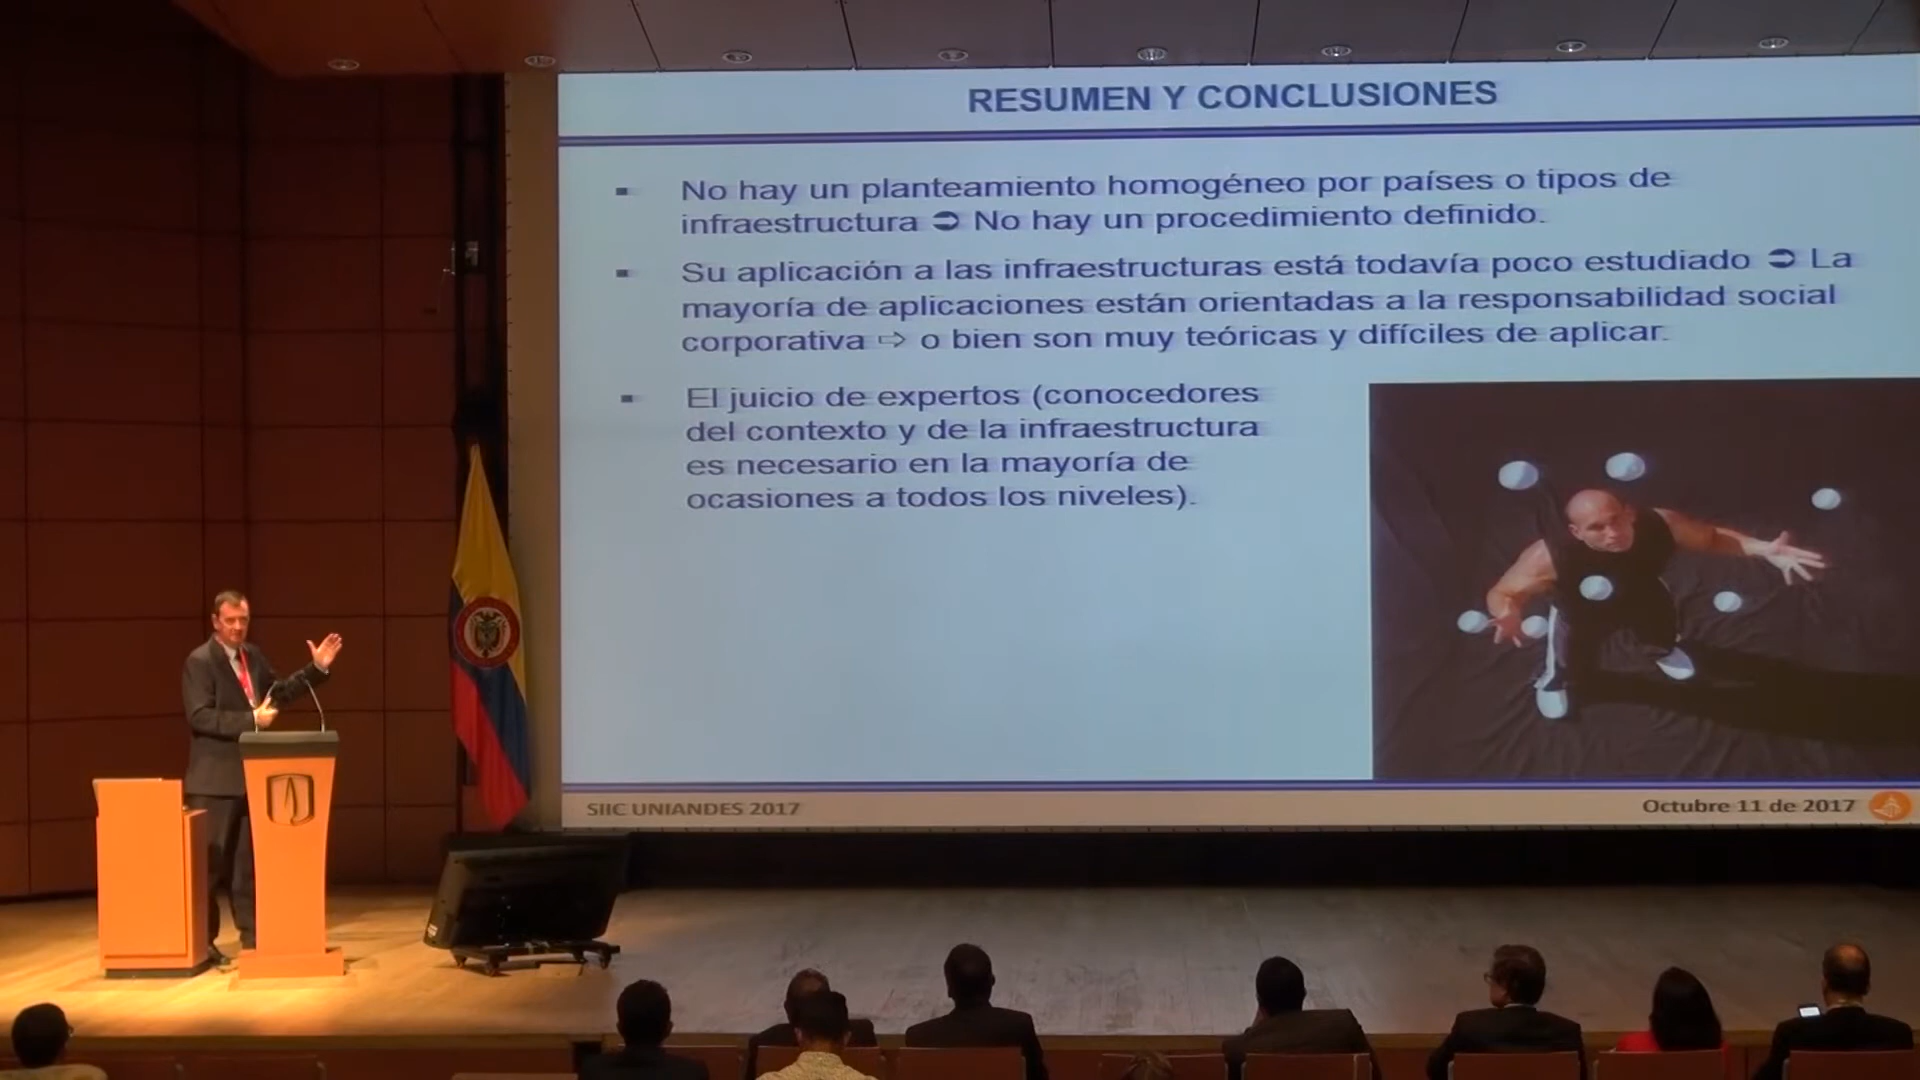 RESUMEN Y CONCLUSIONES
▪ No hay un planteamiento homogéneo por países o tipos de
infraestructura ➲ No hay un procedimiento definido.
▪ Su aplicación a las infraestructuras está todavía poco estudiado ➲ La
mayoría de aplicaciones están orientadas a la responsabilidad social
corporativa ⇨ o bien son muy teóricas y difíciles de aplicar.
▪ El juicio de expertos (conocedores
del contexto y de la infraestructura
es necesario en la mayoría de
ocasiones a todos los niveles).
SIIC UNIANDES 2017
Octubre 11 de 2017